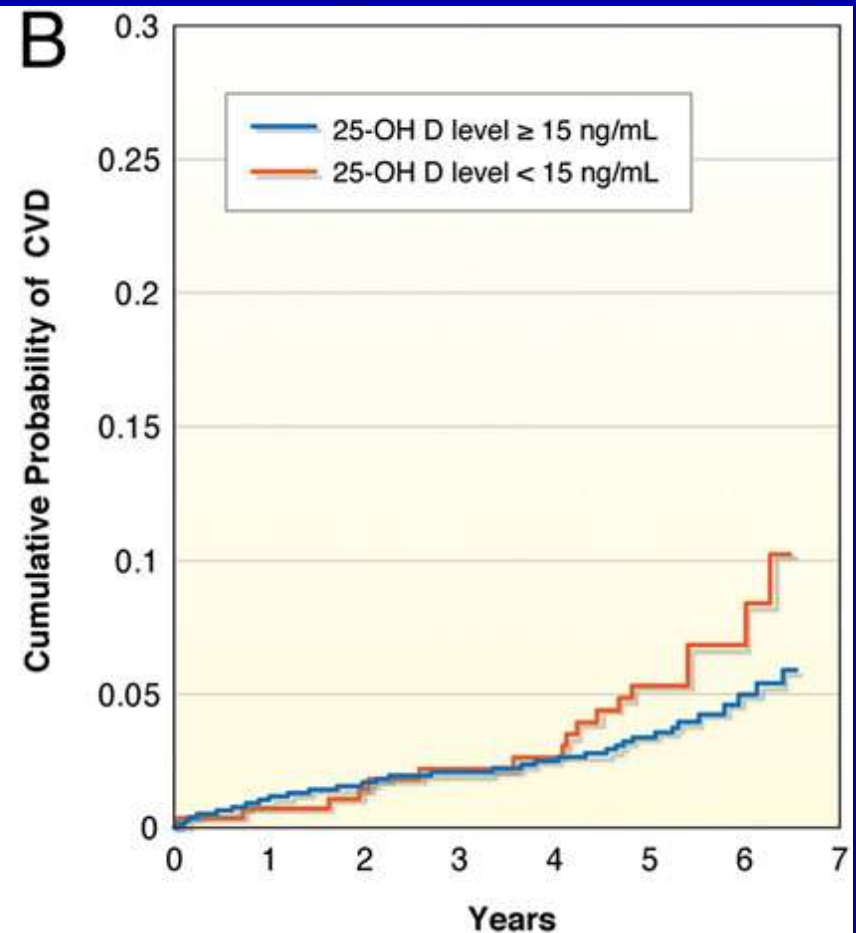 B
0.3
25-OH D level ≥ 15 ng/mL
25-OH D level < 15 ng/mL
0.25
0.2
0.15
0.1
0.05
0
Cumulative Probability of CVD
0 1 2 3 4 5 6 7
Years